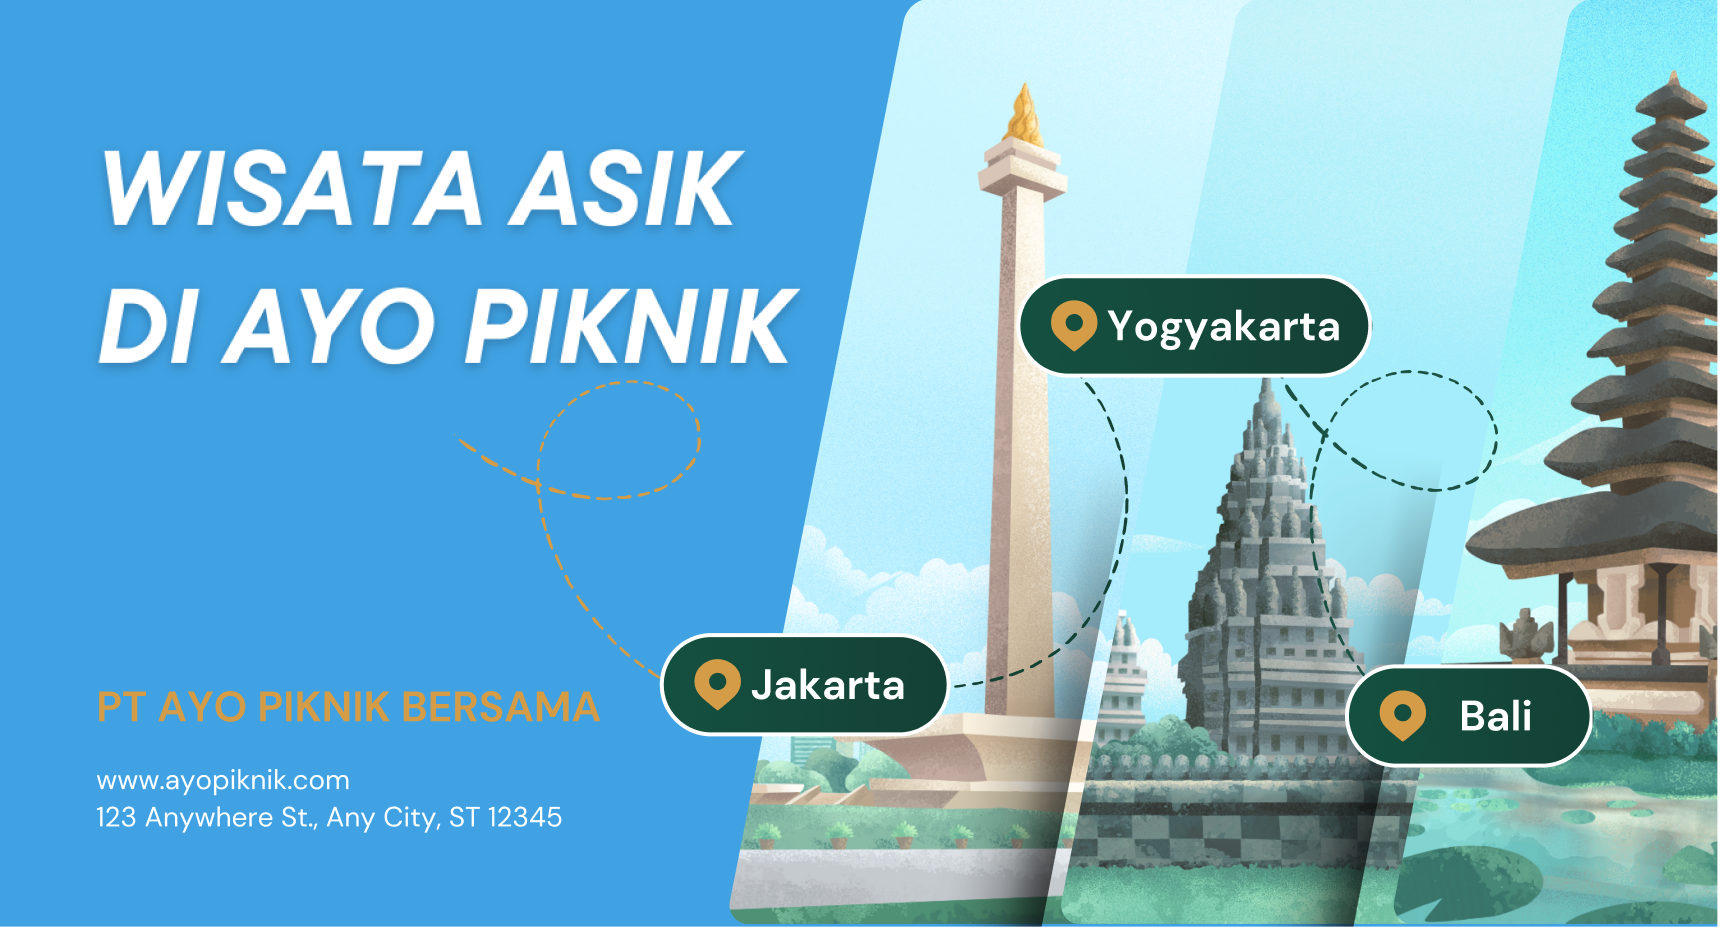 WISATA ASIK
DI AYO PIKNIK
Yogyakarta
Jakarta
Bali
PT AYO PIKNIK BERSAMA
www.ayopiknik.com
123 Anywhere St., Any City, ST 12345